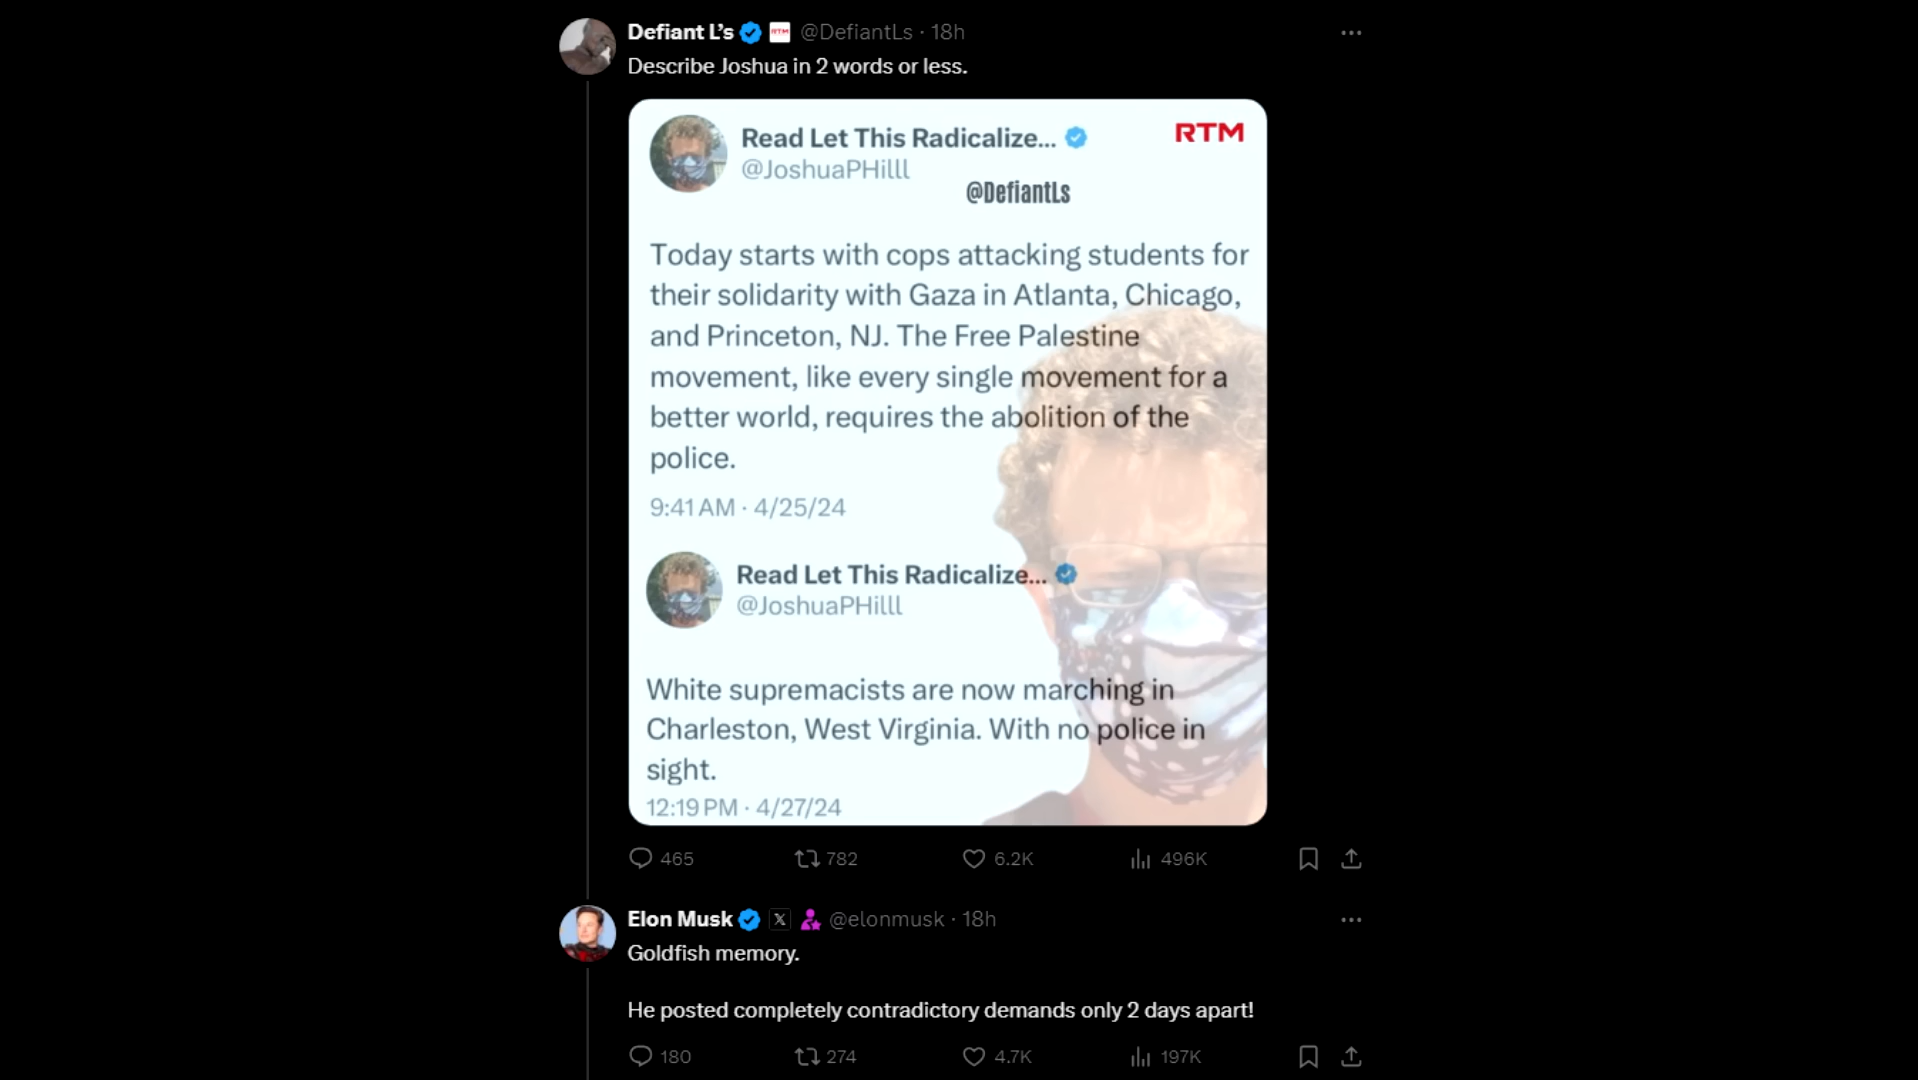 Defiant L's RTM @DefiantLs · 18h
Describe Joshua in 2 words or less.
Read Let This Radicalize...
RTM
@JoshuaPHilll
@DefiantLs
Today starts with cops attacking students for
their solidarity with Gaza in Atlanta, Chicago,
and Princeton, NJ. The Free Palestine
movement, like every single movement for a
better world, requires the abolition of the
police.
9:41 AM · 4/25/24
Read Let This Radicalize...
@JoshuaPHilll
White supremacists are now marching in
Charleston, West Virginia. With no police in
sight.
12:19 PM · 4/27/24
465 782 6.2K 496K
Elon Musk X @elonmusk · 18h
Goldfish memory.
He posted completely contradictory demands only 2 days apart!
180 274 4.7K 197K